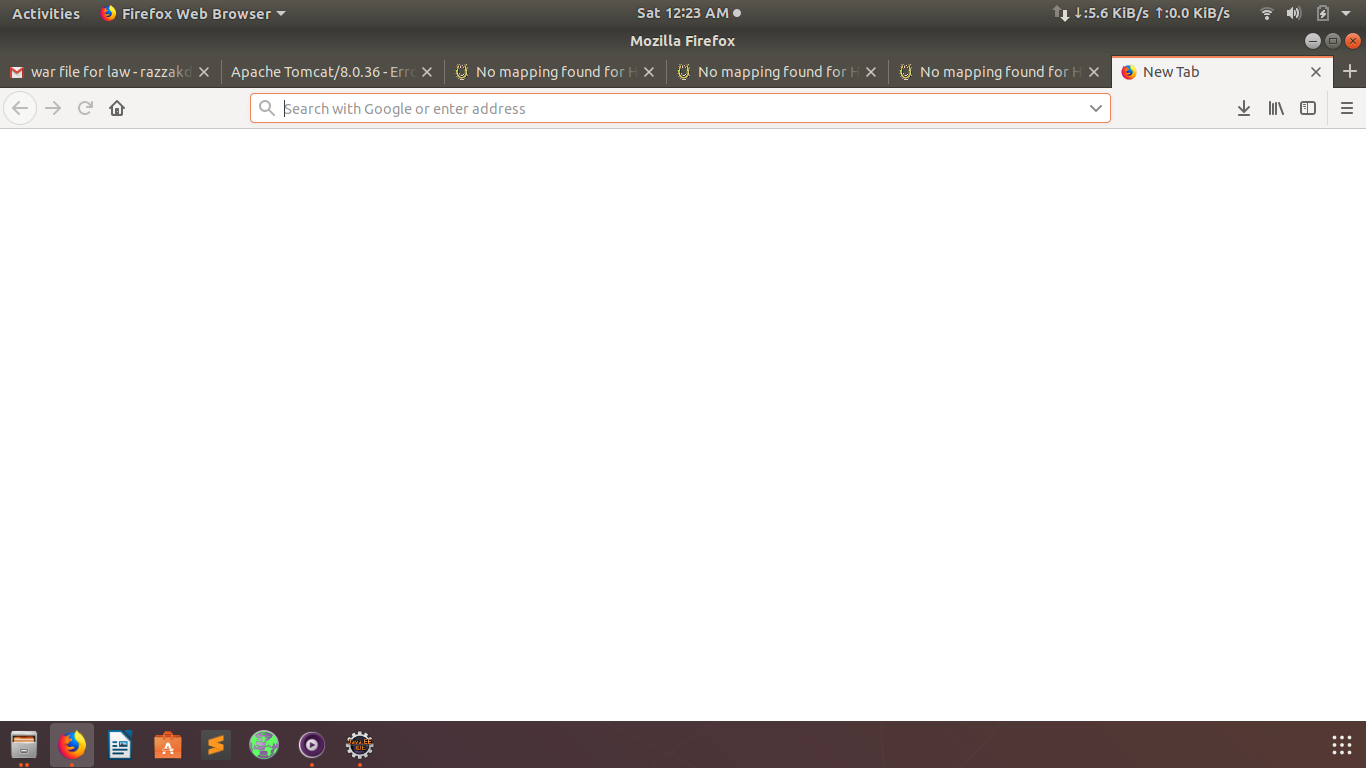 Activities Firefox Web Browser Sat 12:23 AM ↓:5.6 KiB/s ↑:0.0 KiB/s
Mozilla Firefox
war file for law - razzak Apache Tomcat/8.0.36 - Err No mapping found for H No mapping found for H No mapping found for H New Tab
Search with Google or enter address